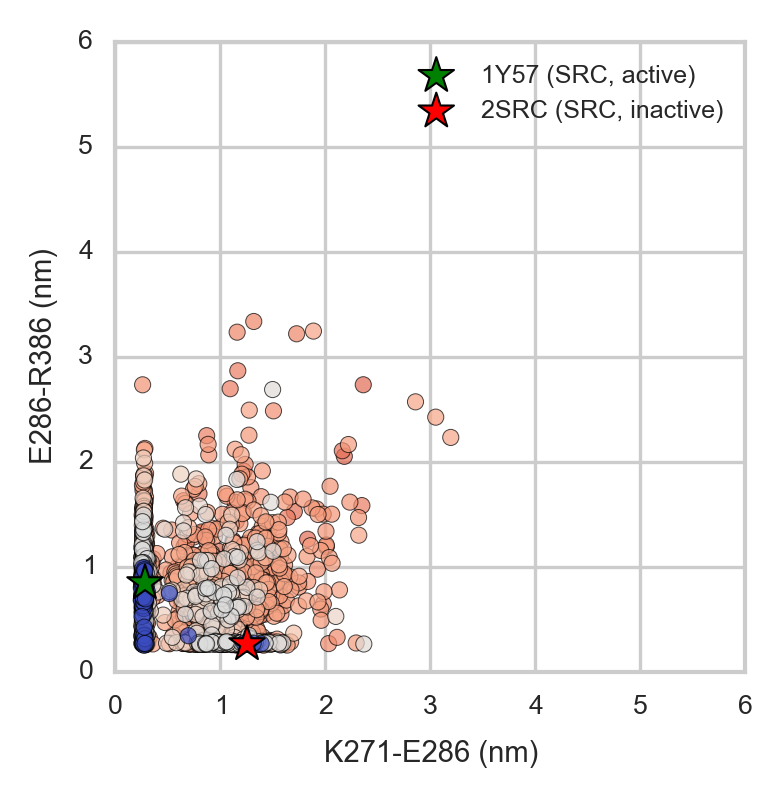 6
5
4
3
2
1
0
0 1 2 3 4 5 6
E286-R386 (nm)
K271-E286 (nm)
1Y57 (SRC, active)
2SRC (SRC, inactive)